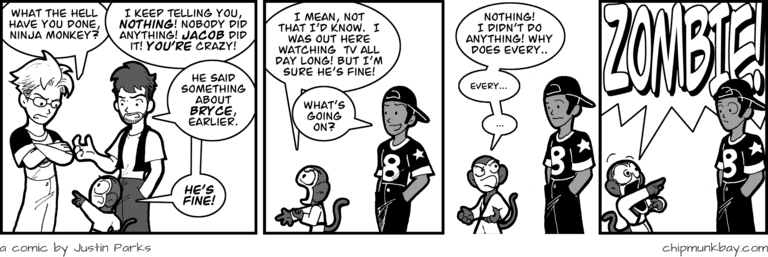 WHAT THE HELL
HAVE YOU DONE,
NINJA MONKEY?
I KEEP TELLING YOU,
NOTHING! NOBODY DID
ANYTHING! JACOB DID
IT! YOU'RE CRAZY!
HE SAID
SOMETHING
ABOUT
BRYCE,
EARLIER.
HE'S
FINE!
I MEAN, NOT
THAT I'D KNOW. I
WAS OUT HERE
WATCHING TV ALL
DAY LONG! BUT I'M
SURE HE'S FINE!
WHAT'S
GOING
ON?
8
NOTHING!
I DIDN'T DO
ANYTHING! WHY
DOES EVERY..
EVERY...
...
8
ZOMBIE!
8
a comic by Justin Parks
chipmunkbay.com